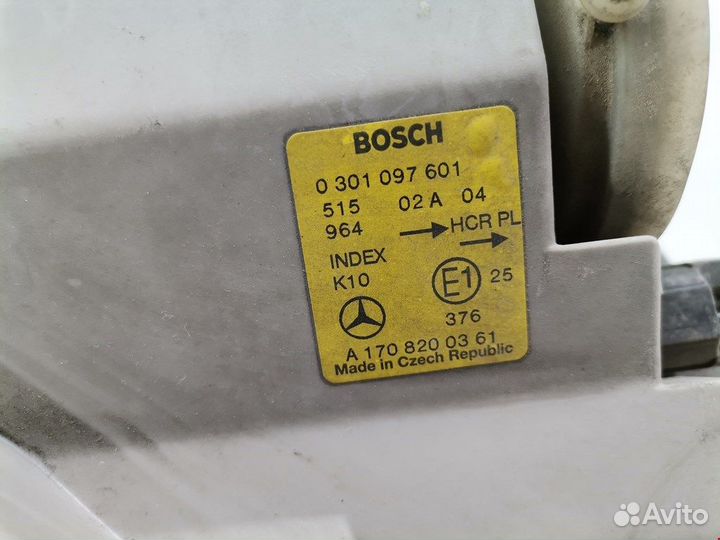 BOSCH
0 301 097 601
515 02 A 04
964 → HCR PL
→
INDEX
K10 E1 25
376
A 170 820 03 61
Made in Czech Republic
Avito